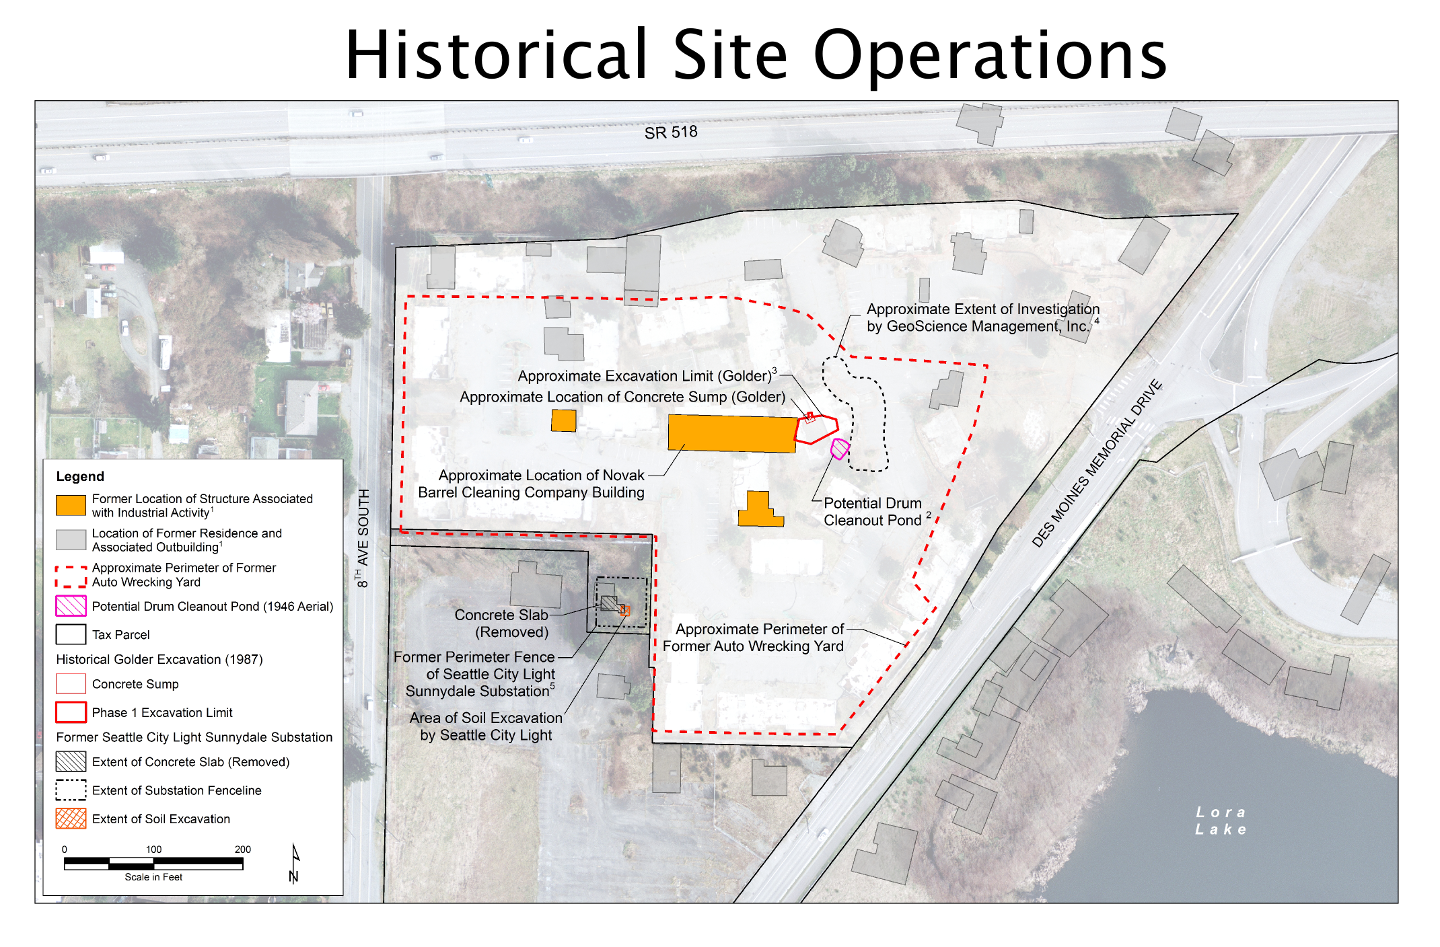 Historical Site Operations
SR 518
Approximate Extent of Investigation
by GeoScience Management, Inc. 4
Approximate Excavation Limit (Golder)3
Approximate Location of Concrete Sump (Golder)
Approximate Location of Novak
Barrel Cleaning Company Building
Potential Drum
Cleanout Pond 2
DES MOINES MEMORIAL DRIVE
8TH AVE SOUTH
Concrete Slab
(Removed)
Approximate Perimeter of
Former Auto Wrecking Yard
Former Perimeter Fence
of Seattle City Light
Sunnydale Substation5
Area of Soil Excavation
by Seattle City Light
Lora
Lake
Legend
Former Location of Structure Associated
with Industrial Activity1
Location of Former Residence and
Associated Outbuilding1
Approximate Perimeter of Former
Auto Wrecking Yard
Potential Drum Cleanout Pond (1946 Aerial)
Tax Parcel
Historical Golder Excavation (1987)
Concrete Sump
Phase 1 Excavation Limit
Former Seattle City Light Sunnydale Substation
Extent of Concrete Slab (Removed)
Extent of Substation Fenceline
Extent of Soil Excavation
0 100 200
Scale in Feet
N